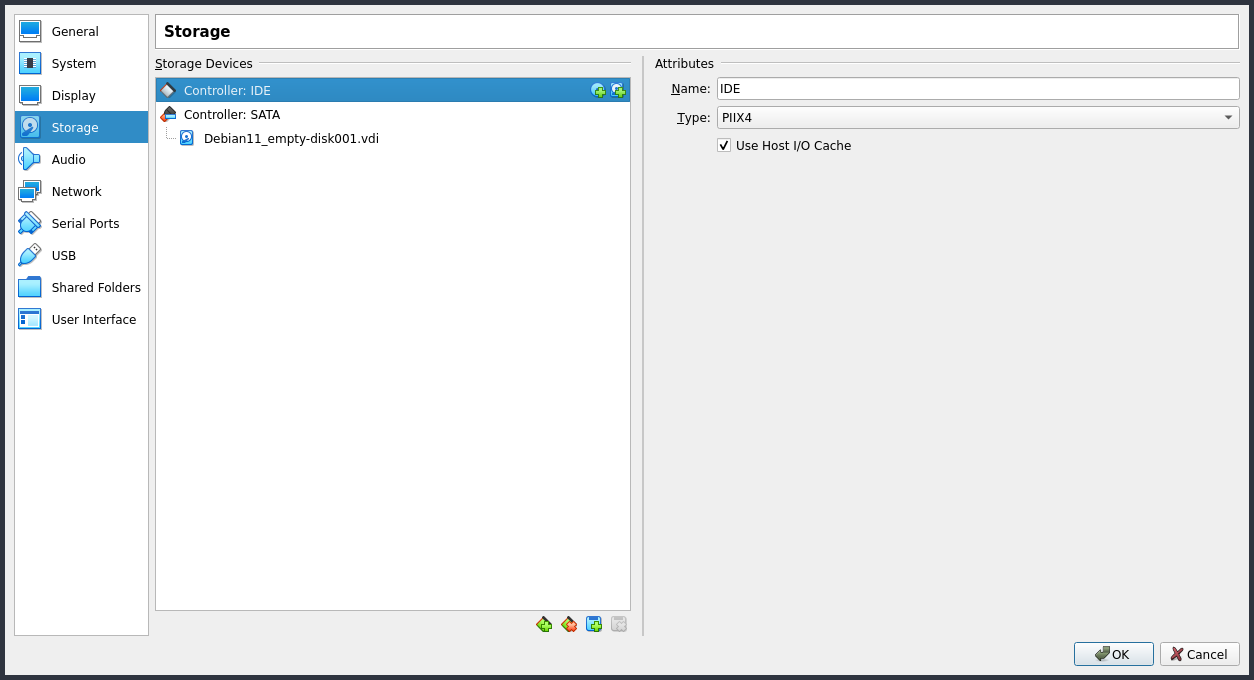 General
System
Display
Storage
Audio
Network
Serial Ports
USB
Shared Folders
User Interface
Storage
Storage Devices
Controller: IDE
Controller: SATA
Debian11_empty-disk001.vdi
Attributes
Name: IDE
Type: PIIX4
Use Host I/O Cache
OK Cancel